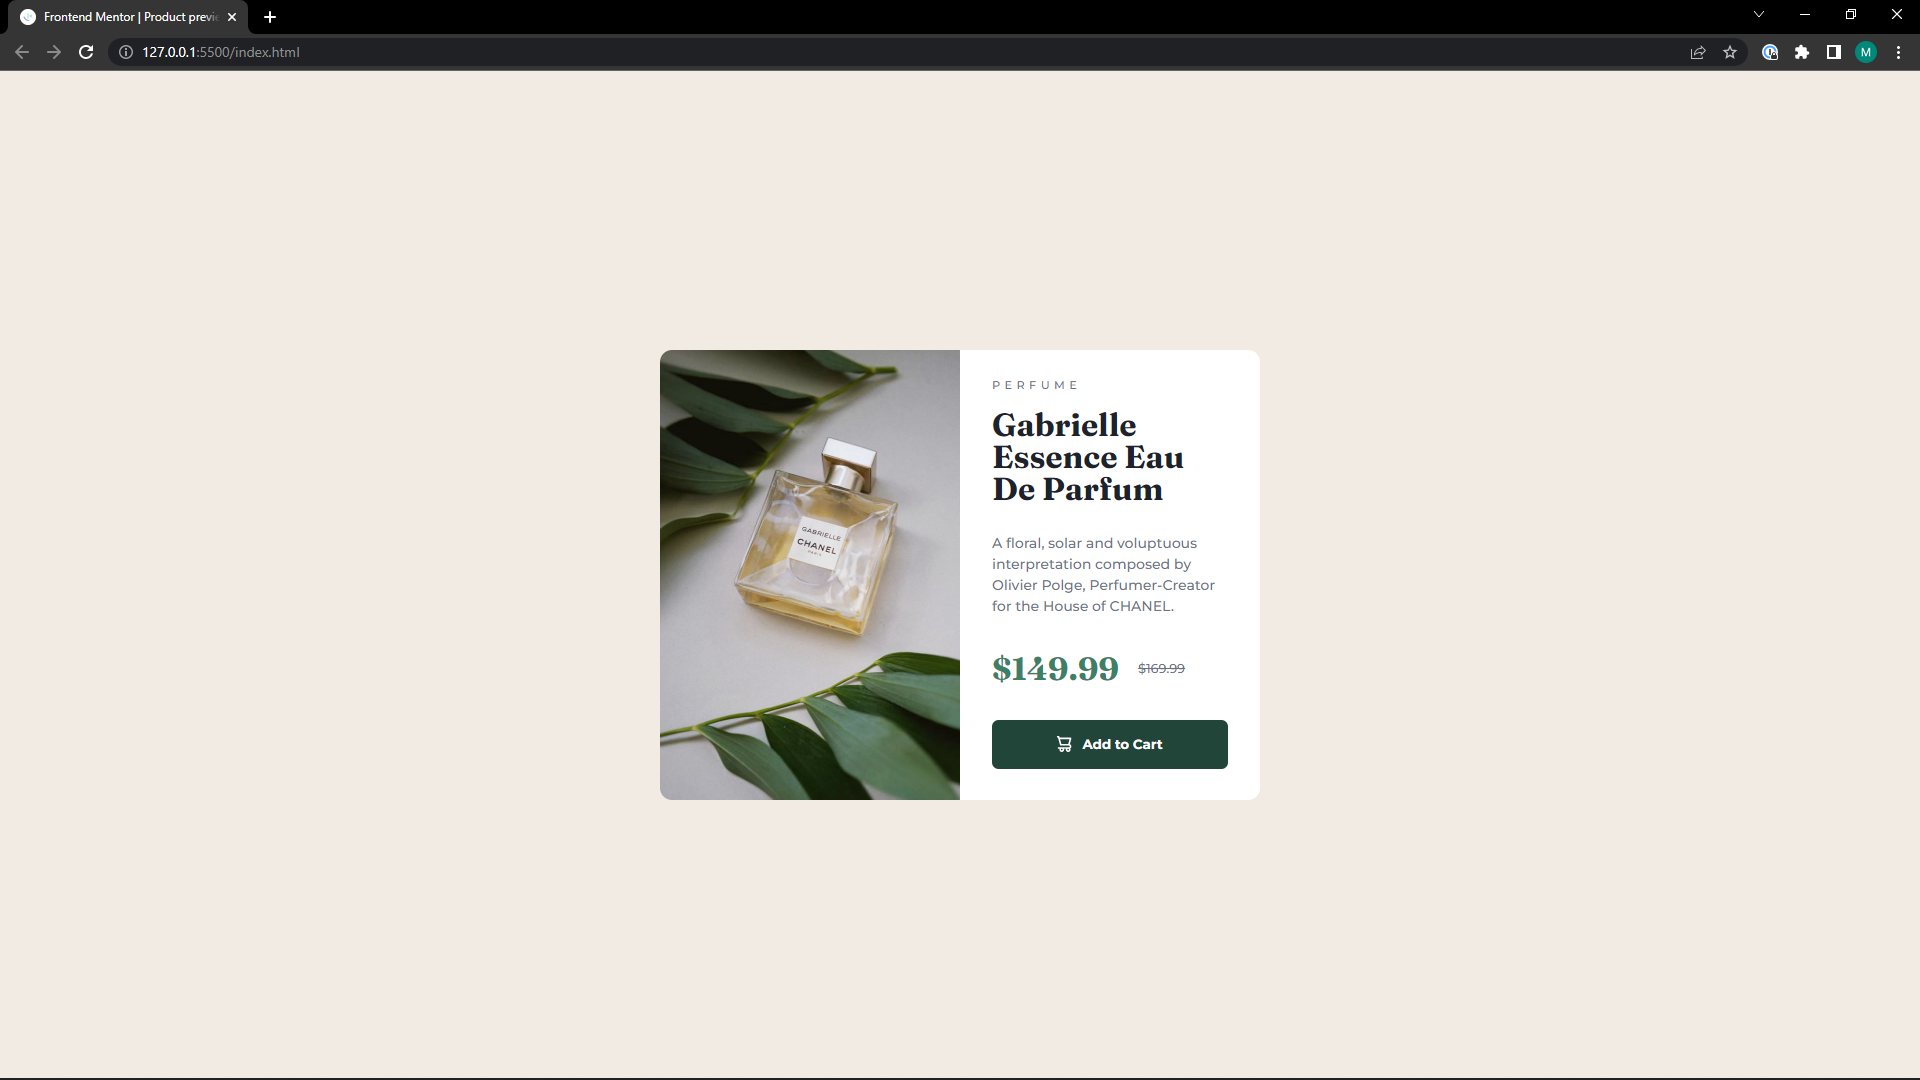 Frontend Mentor | Product previe
127.0.0.1:5500/index.html
M
PERFUME
Gabrielle
Essence Eau
De Parfum
A floral, solar and voluptuous
interpretation composed by
Olivier Polge, Perfumer-Creator
for the House of CHANEL.
$149.99 $169.99
Add to Cart
GABRIELLE
CHANEL
PARIS